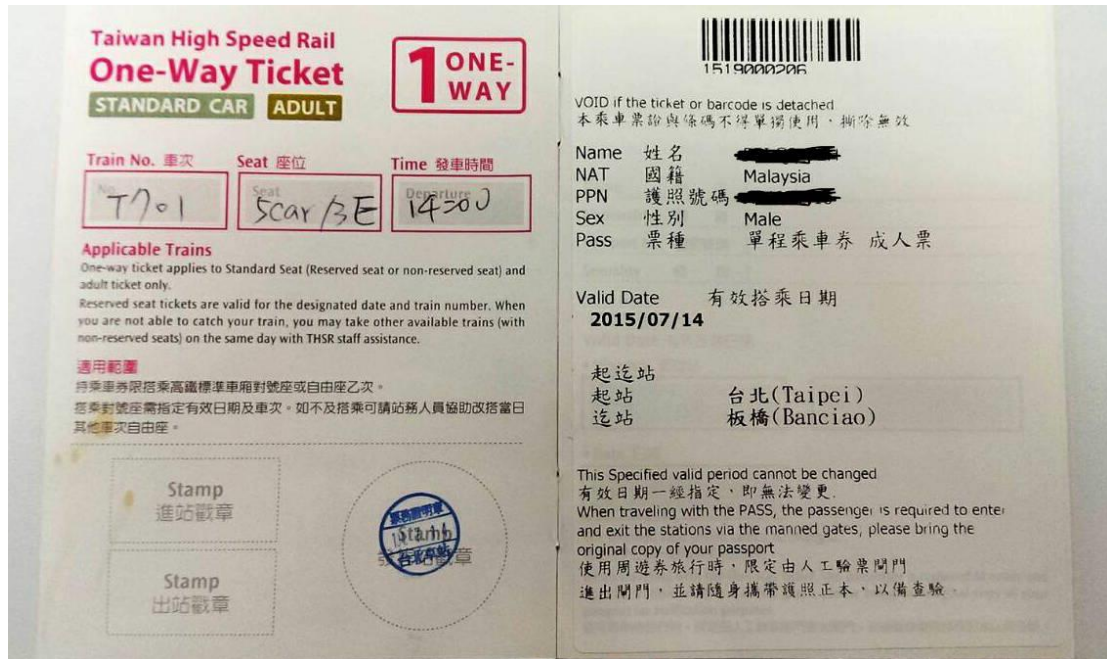 Taiwan High Speed Rail
One-Way Ticket
STANDARD CAR ADULT
1 ONE-WAY
Train No. 車次 Seat 座位 Time 發車時間
No. Seat Departure
T701 5car 13E 14:00
Applicable Trains
One-way ticket applies to Standard Seat (Reserved seat or non-reserved seat) and
adult ticket only.
Reserved seat tickets are valid for the designated date and train number. When
you are not able to catch your train, you may take other available trains (with
non-reserved seats) on the same day with THSR staff assistance.
適用範圍
持乘車券限搭乘高鐵標準車廂對號座或自由座乙次。
搭乘對號座需指定有效日期及車次。如不及搭乘可請站務人員協助改搭當日
其他車次自由座。
Stamp
進站戳章
Stamp
出站戳章
Stamp
台北車站
1519000206
VOID if the ticket or barcode is detached
本乘車票卷與條碼不得單獨使用，撕除無效
Name 姓名
NAT 國籍 Malaysia
PPN 護照號碼
Sex 性別 Male
Pass 票種 單程乘車券 成人票
Valid Date 有效搭乘日期
2015/07/14
起迄站
起站 台北(Taipei)
迄站 板橋(Banciao)
This Specified valid period cannot be changed
有效日期一經指定，即無法變更.
When traveling with the PASS, the passenger is required to enter
and exit the stations via the manned gates, please bring the
original copy of your passport
使用周遊券旅行時，限定由人工驗票閘門
進出閘門，並請隨身攜帶護照正本，以備查驗